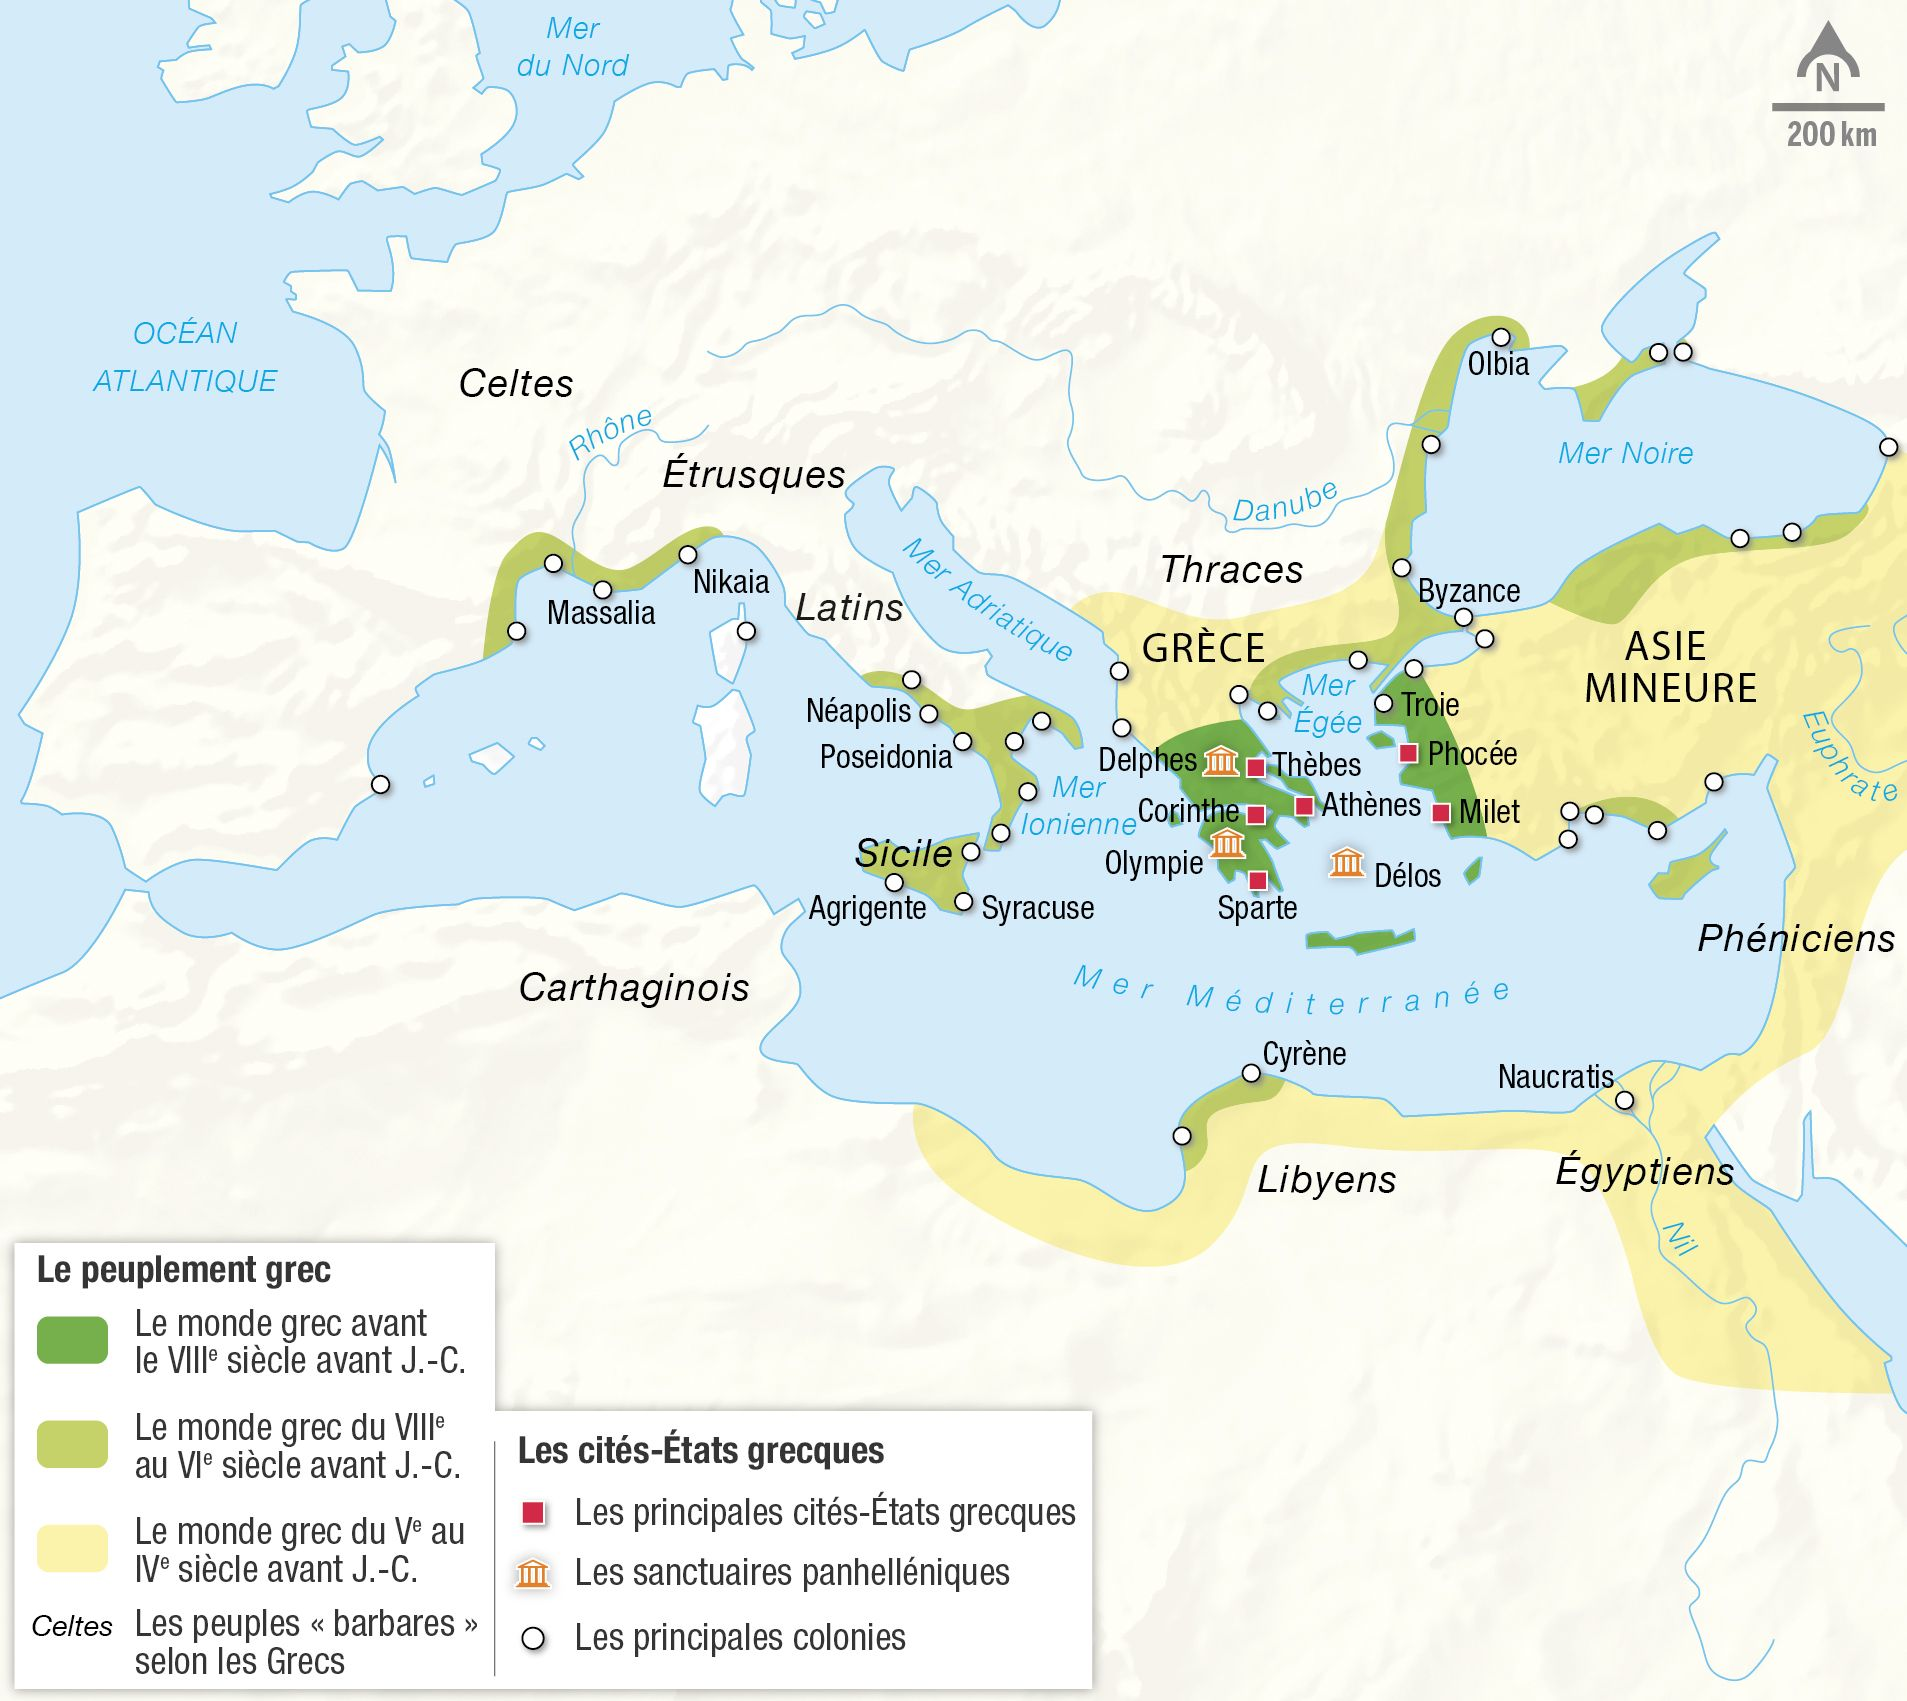 Mer
du Nord
N
200 km
OCÉAN
ATLANTIQUE
Celtes
Rhône
Étrusques
Olbia
Mer Noire
Danube
Mer Adriatique
Thraces
Byzance
Nikaia
Massalia
Latins
GRÈCE
ASIE
MINEURE
Mer
Égée
Troie
Euphrate
Néapolis
Poseidonia
Delphes
Thèbes
Phocée
Mer
Ionienne
Corinthe
Athènes
Milet
Sicile
Olympie
Délos
Agrigente
Syracuse
Sparte
Phéniciens
Carthaginois
Mer Méditerranée
Cyrène
Naucratis
Libyens
Égyptiens
Nil
Le peuplement grec
Le monde grec avant
le VIIIe siècle avant J.-C.
Le monde grec du VIIIe
au VIe siècle avant J.-C.
Le monde grec du Ve au
IVe siècle avant J.-C.
Celtes Les peuples « barbares »
selon les Grecs
Les cités-États grecques
Les principales cités-États grecques
Les sanctuaires panhelléniques
Les principales colonies